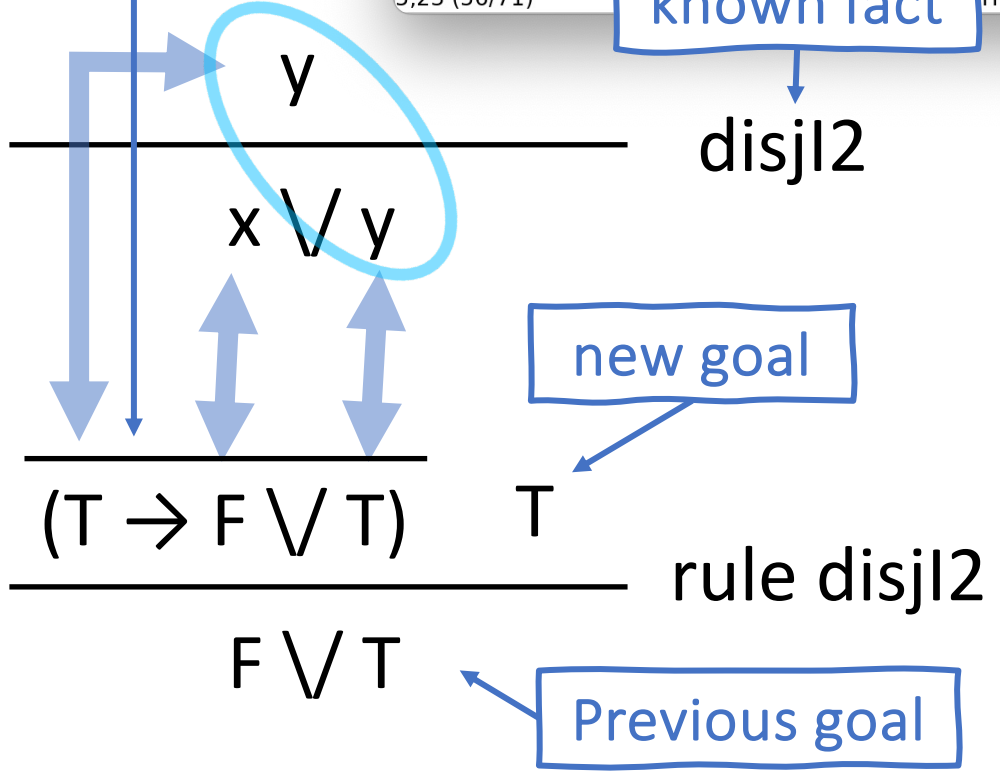 known fact
y
disjI2
x \/ y
new goal
(T → F \/ T)
T
rule disjI2
F \/ T
Previous goal